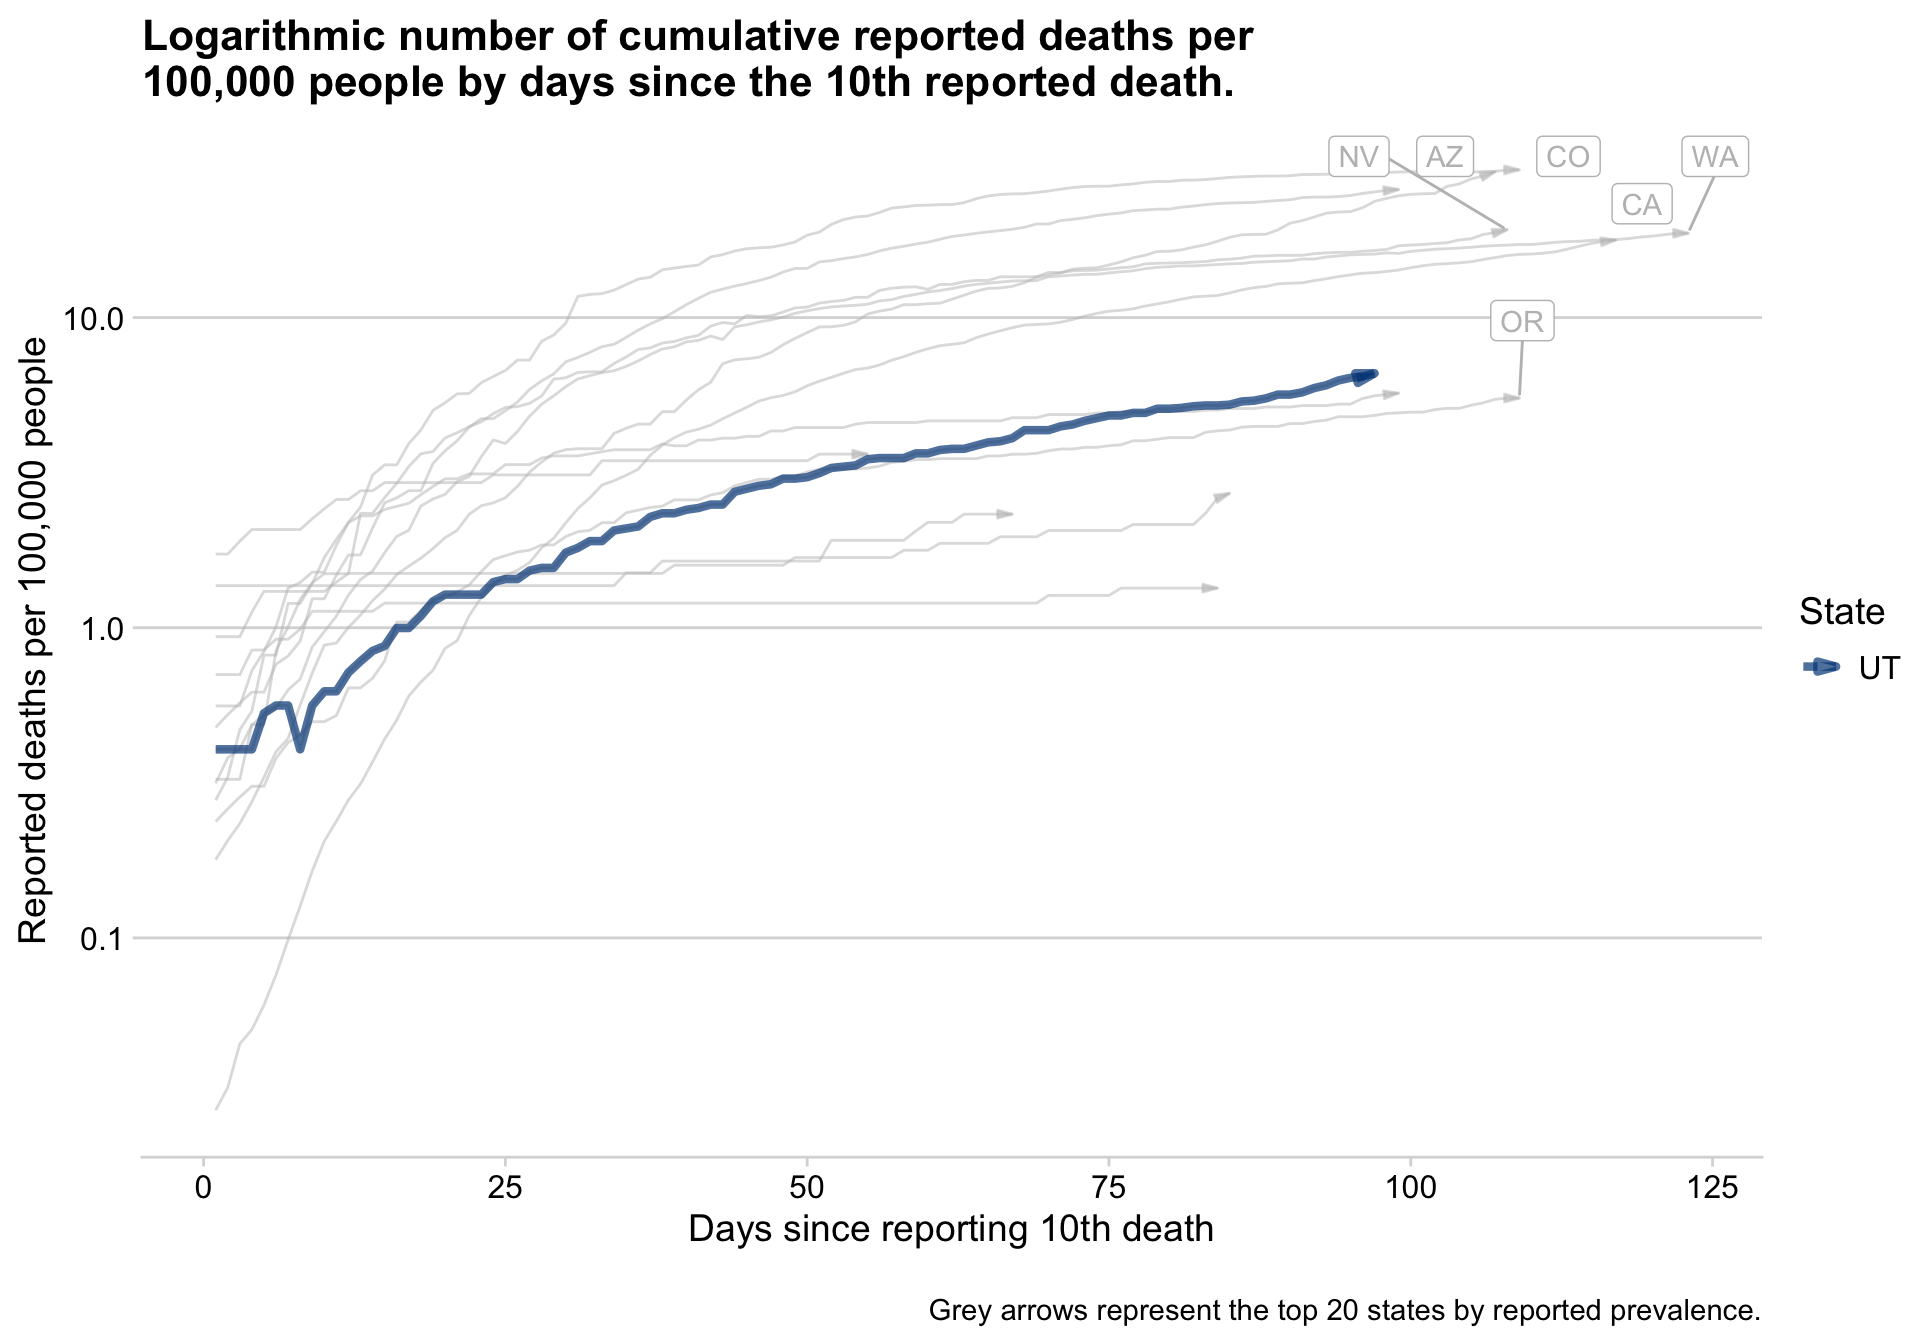 Logarithmic number of cumulative reported deaths per
100,000 people by days since the 10th reported death.
NV
AZ
CO
WA
CA
OR
10.0
1.0
0.1
Reported deaths per 100,000 people
State
UT
0
25
50
75
100
125
Days since reporting 10th death
Grey arrows represent the top 20 states by reported prevalence.